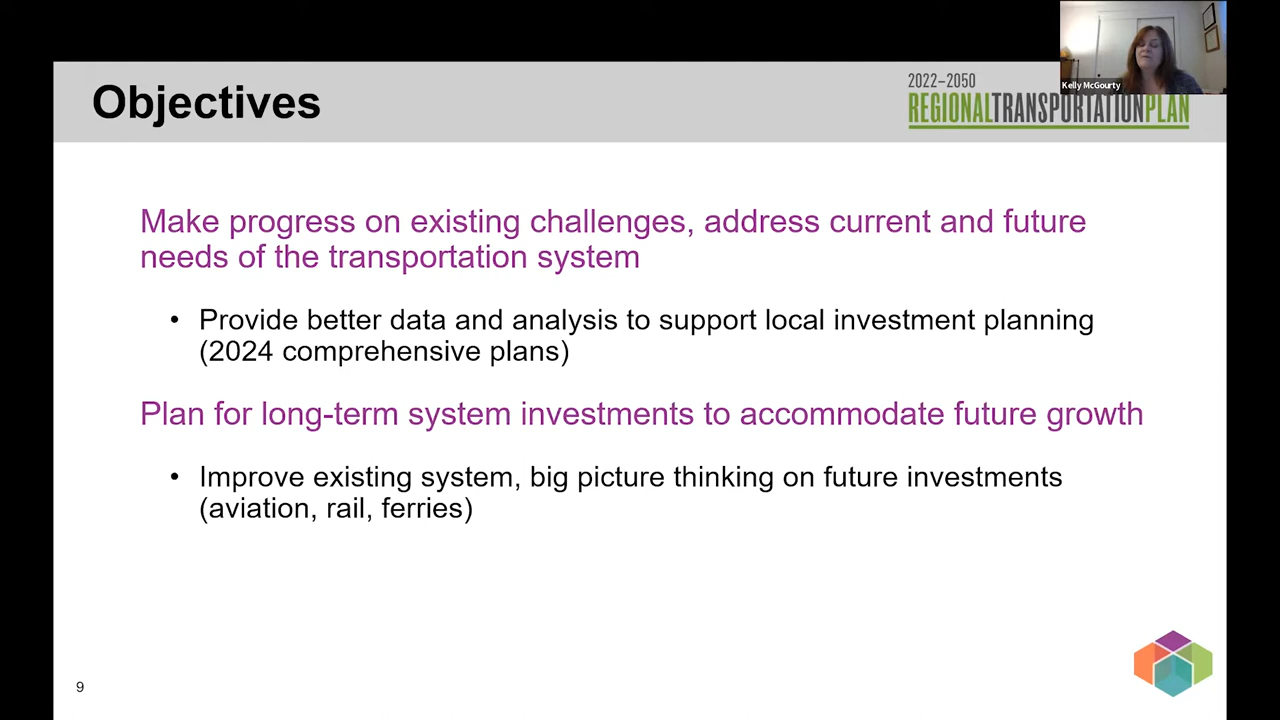 Objectives
2022–2050
REGIONALTRANSPORTATIONPLAN
Kelly McGourty
Make progress on existing challenges, address current and future
needs of the transportation system
• Provide better data and analysis to support local investment planning
(2024 comprehensive plans)
Plan for long-term system investments to accommodate future growth
• Improve existing system, big picture thinking on future investments
(aviation, rail, ferries)
9